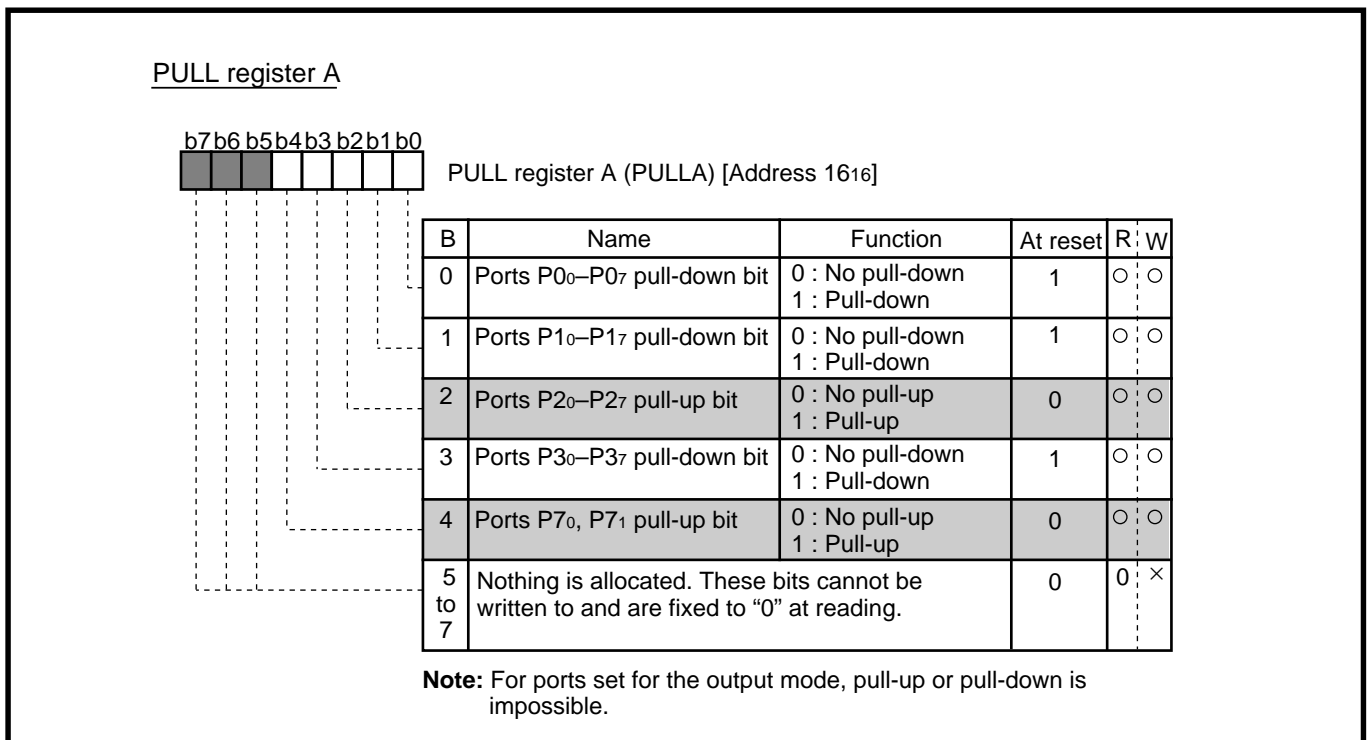 PULL register A
b7 b6 b5 b4 b3 b2 b1 b0
PULL register A (PULLA) [Address 16₁₆]
B Name Function At reset R W
0 Ports P0₀–P0₇ pull-down bit 0 : No pull-down 1 ○ ○
1 : Pull-down
1 Ports P1₀–P1₇ pull-down bit 0 : No pull-down 1 ○ ○
1 : Pull-down
2 Ports P2₀–P2₇ pull-up bit 0 : No pull-up 0 ○ ○
1 : Pull-up
3 Ports P3₀–P3₇ pull-down bit 0 : No pull-down 1 ○ ○
1 : Pull-down
4 Ports P7₀, P7₁ pull-up bit 0 : No pull-up 0 ○ ○
1 : Pull-up
5 Nothing is allocated. These bits cannot be 0 0 ×
to written to and are fixed to “0” at reading.
7
Note: For ports set for the output mode, pull-up or pull-down is
impossible.